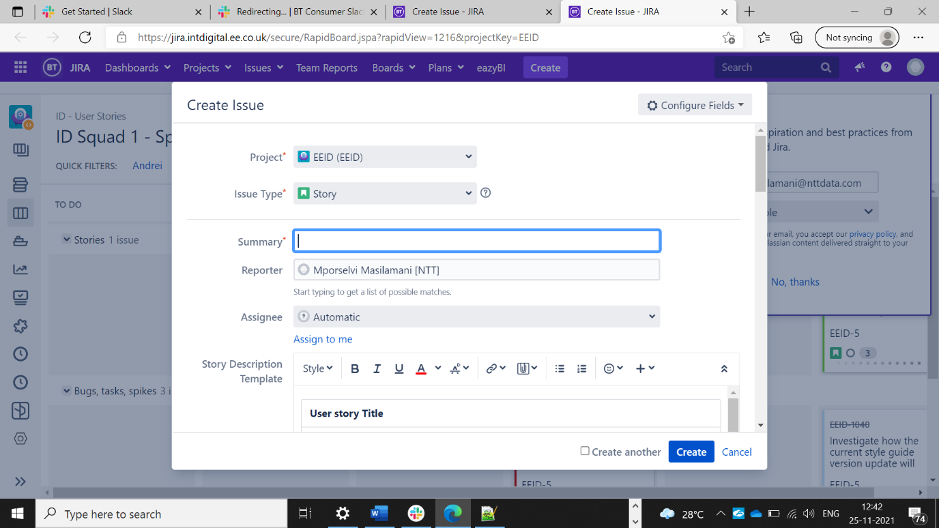 Get Started | Slack
Redirecting... | BT Consumer Slac
Create Issue - JIRA
Create Issue - JIRA
https://jira.intdigital.ee.co.uk/secure/RapidBoard.jspa?rapidView=1216&projectKey=EEID
Not syncing
BT JIRA Dashboards Projects Issues Team Reports Boards Plans eazyBI Create Search
ID - User Stories
ID Squad 1 - Sp
QUICK FILTERS: Andrei
TO DO
Stories 1 issue
Bugs, tasks, spikes 3 i
Create Issue
Configure Fields
Project* EEID (EEID)
Issue Type* Story
Summary*
Reporter Mporselvi Masilamani [NTT]
Start typing to get a list of possible matches.
Assignee Automatic
Assign to me
Story Description Template
Style B I U A
User story Title
Create another Create Cancel
piration and best practices from
d Jira.
lamani@nttdata.com
le
r email, you accept our privacy policy, and
lassian content delivered straight to your
No, thanks
EEID-5
3
EEID-1040
Investigate how the
current style guide
version update will
EEID-5
EEID-5
Type here to search
28°C
ENG
12:42
25-11-2021
74